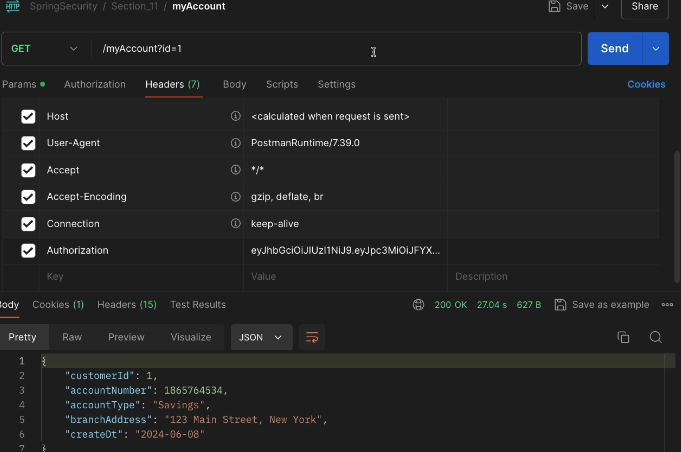 HTTP SpringSecurity / Section_11 / myAccount Save Share
GET /myAccount?id=1 Send
Params Authorization Headers (7) Body Scripts Settings Cookies
Host <calculated when request is sent>
User-Agent PostmanRuntime/7.39.0
Accept */*
Accept-Encoding gzip, deflate, br
Connection keep-alive
Authorization eyJhbGciOiJIUzI1NiJ9.eyJpc3MiOiJFYX...
Key Value Description
Body Cookies (1) Headers (15) Test Results 200 OK 27.04 s 627 B Save as example
Pretty Raw Preview Visualize JSON
1 {
2 "customerId": 1,
3 "accountNumber": 1865764534,
4 "accountType": "Savings",
5 "branchAddress": "123 Main Street, New York",
6 "createDt": "2024-06-08"
7 }